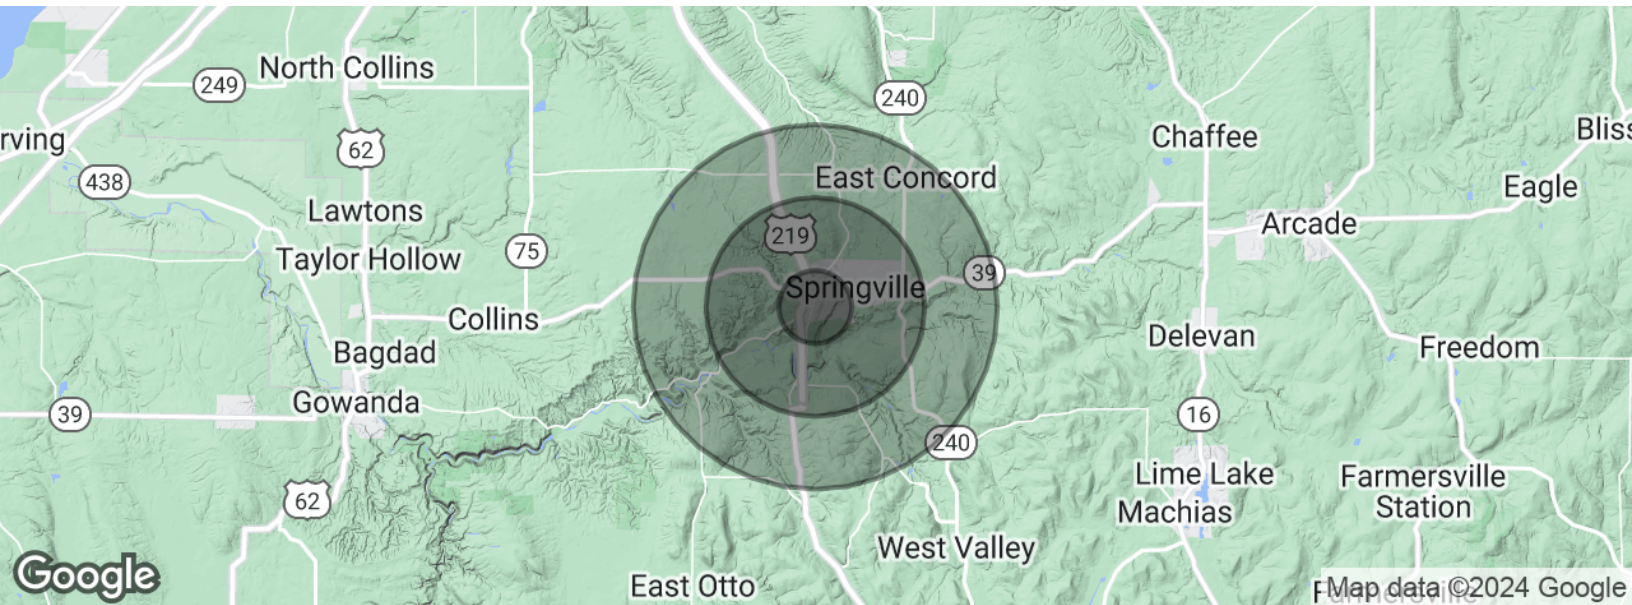 North Collins
249
240
rving
62
Chaffee
Bliss
438
East Concord
Eagle
Lawtons
Arcade
219
75
Taylor Hollow
39
Springville
Collins
Delevan
Freedom
Bagdad
Gowanda
39
16
240
Lime Lake
Farmersville
Station
62
Machias
West Valley
Google
East Otto
Map data ©2024 Google